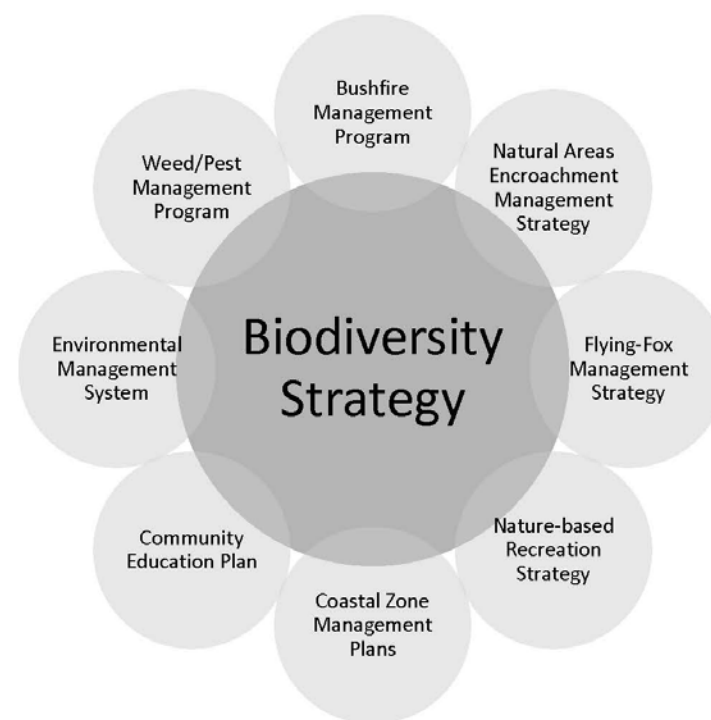 Bushfire
Management
Program
Natural Areas
Encroachment
Management
Strategy
Flying-Fox
Management
Strategy
Nature-based
Recreation
Strategy
Coastal Zone
Management
Plans
Community
Education Plan
Environmental
Management
System
Weed/Pest
Management
Program
Biodiversity
Strategy